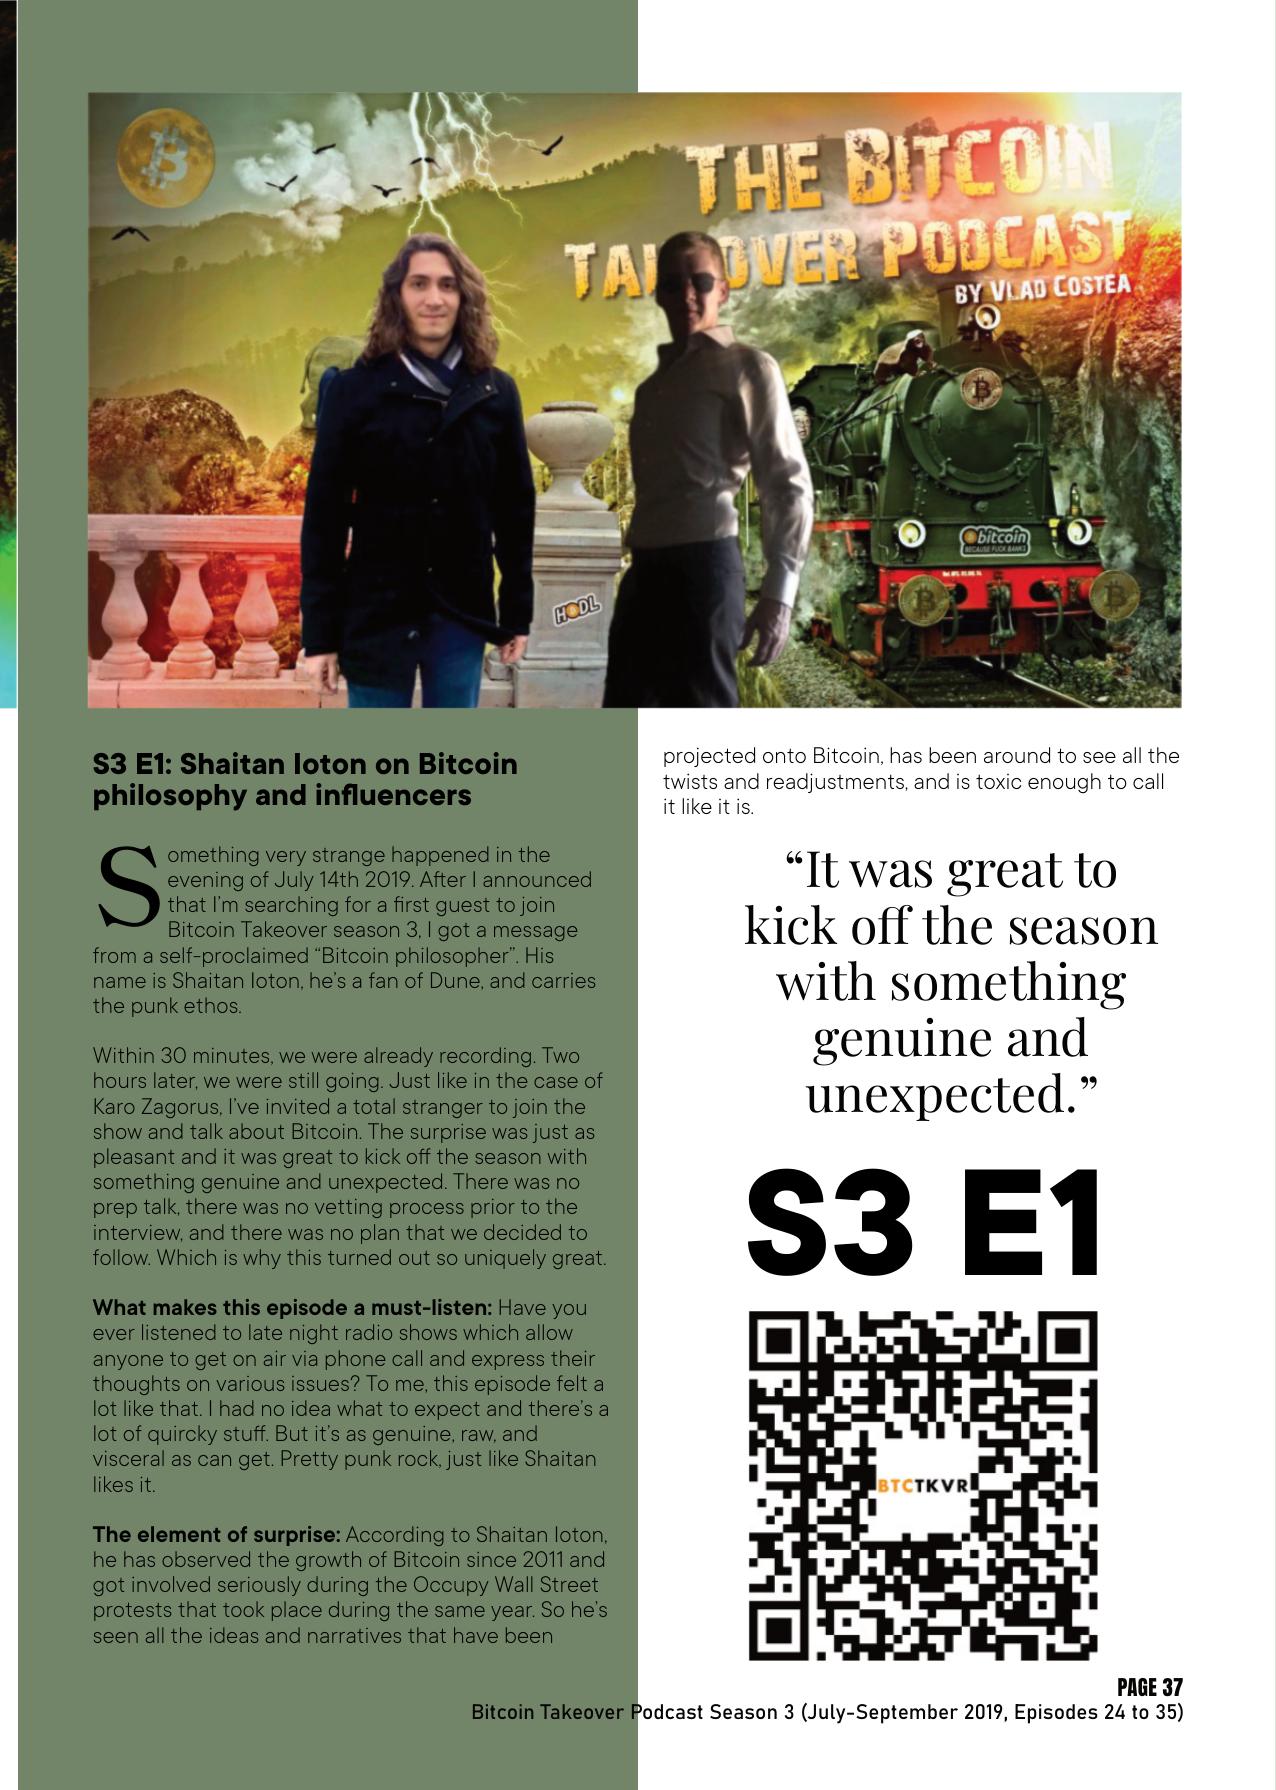 THE BITCOIN
TAKEOVER PODCAST
BY VLAD COSTEA
bitcoin
BECAUSE FUCK BANKS
HODL
S3 E1: Shaitan Ioton on Bitcoin
philosophy and influencers
Something very strange happened in the
evening of July 14th 2019. After I announced
that I'm searching for a first guest to join
Bitcoin Takeover season 3, I got a message
from a self-proclaimed “Bitcoin philosopher”. His
name is Shaitan Ioton, he's a fan of Dune, and carries
the punk ethos.
Within 30 minutes, we were already recording. Two
hours later, we were still going. Just like in the case of
Karo Zagorus, I've invited a total stranger to join the
show and talk about Bitcoin. The surprise was just as
pleasant and it was great to kick off the season with
something genuine and unexpected. There was no
prep talk, there was no vetting process prior to the
interview, and there was no plan that we decided to
follow. Which is why this turned out so uniquely great.
What makes this episode a must-listen: Have you
ever listened to late night radio shows which allow
anyone to get on air via phone call and express their
thoughts on various issues? To me, this episode felt a
lot like that. I had no idea what to expect and there's a
lot of quircky stuff. But it's as genuine, raw, and
visceral as can get. Pretty punk rock, just like Shaitan
likes it.
The element of surprise: According to Shaitan Ioton,
he has observed the growth of Bitcoin since 2011 and
got involved seriously during the Occupy Wall Street
protests that took place during the same year. So he's
seen all the ideas and narratives that have been
projected onto Bitcoin, has been around to see all the
twists and readjustments, and is toxic enough to call
it like it is.
“It was great to
kick off the season
with something
genuine and
unexpected.”
S3 E1
BTCTKVR
PAGE 37
Bitcoin Takeover Podcast Season 3 (July-September 2019, Episodes 24 to 35)